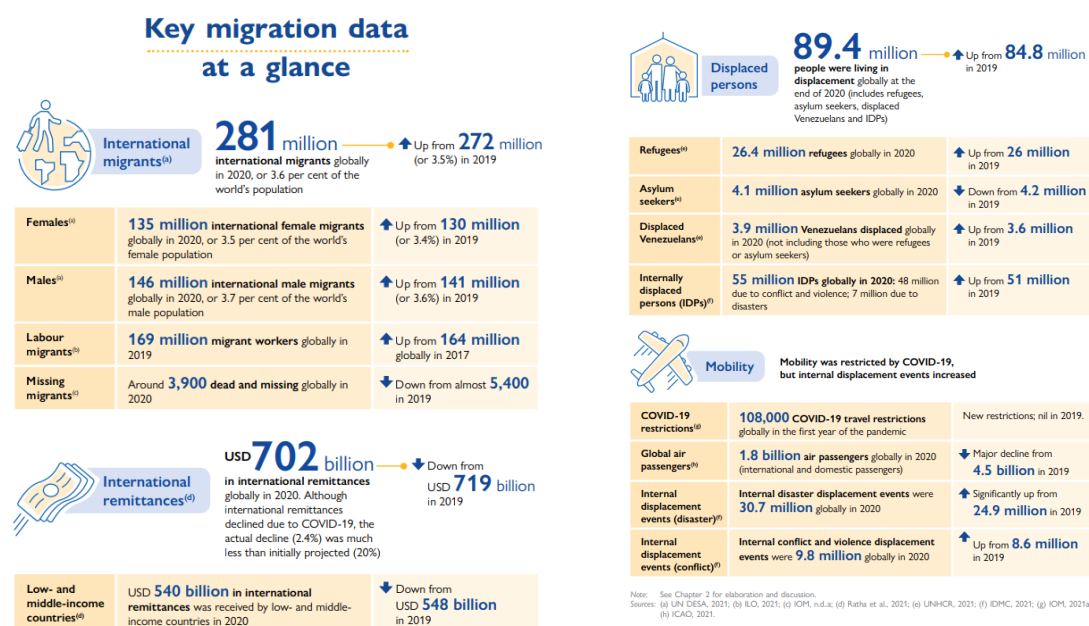 Key migration data
at a glance
International
migrants(a)
281 million
international migrants globally
in 2020, or 3.6 per cent of the
world's population
Up from 272 million
(or 3.5%) in 2019
Females(a)
135 million international female migrants
globally in 2020, or 3.5 per cent of the world's
female population
Up from 130 million
(or 3.4%) in 2019
Males(a)
146 million international male migrants
globally in 2020, or 3.7 per cent of the world's
male population
Up from 141 million
(or 3.6%) in 2019
Labour
migrants(b)
169 million migrant workers globally in
2019
Up from 164 million
globally in 2017
Missing
migrants(c)
Around 3,900 dead and missing globally in
2020
Down from almost 5,400
in 2019
International
remittances(d)
USD 702 billion
in international remittances
globally in 2020. Although
international remittances
declined due to COVID-19, the
actual decline (2.4%) was much
less than initially projected (20%)
Down from
USD 719 billion
in 2019
Low- and
middle-income
countries(d)
USD 540 billion in international
remittances was received by low- and middle-
income countries in 2020
Down from
USD 548 billion
in 2019
Displaced
persons
89.4 million
people were living in
displacement globally at the
end of 2020 (includes refugees,
asylum seekers, displaced
Venezuelans and IDPs)
Up from 84.8 million
in 2019
Refugees(e)
26.4 million refugees globally in 2020
Up from 26 million
in 2019
Asylum
seekers(e)
4.1 million asylum seekers globally in 2020
Down from 4.2 million
in 2019
Displaced
Venezuelans(e)
3.9 million Venezuelans displaced globally
in 2020 (not including those who were refugees
or asylum seekers)
Up from 3.6 million
in 2019
Internally
displaced
persons (IDPs)(f)
55 million IDPs globally in 2020: 48 million
due to conflict and violence; 7 million due to
disasters
Up from 51 million
in 2019
Mobility
Mobility was restricted by COVID-19,
but internal displacement events increased
COVID-19
restrictions(g)
108,000 COVID-19 travel restrictions
globally in the first year of the pandemic
New restrictions; nil in 2019.
Global air
passengers(h)
1.8 billion air passengers globally in 2020
(international and domestic passengers)
Major decline from
4.5 billion in 2019
Internal
displacement
events (disaster)(f)
Internal disaster displacement events were
30.7 million globally in 2020
Significantly up from
24.9 million in 2019
Internal
displacement
events (conflict)(f)
Internal conflict and violence displacement
events were 9.8 million globally in 2020
Up from 8.6 million
in 2019
Note: See Chapter 2 for elaboration and discussion.
Sources: (a) UN DESA, 2021; (b) ILO, 2021; (c) IOM, n.d.a; (d) Ratha et al., 2021; (e) UNHCR, 2021; (f) IDMC, 2021; (g) IOM, 2021a
(h) ICAO, 2021.